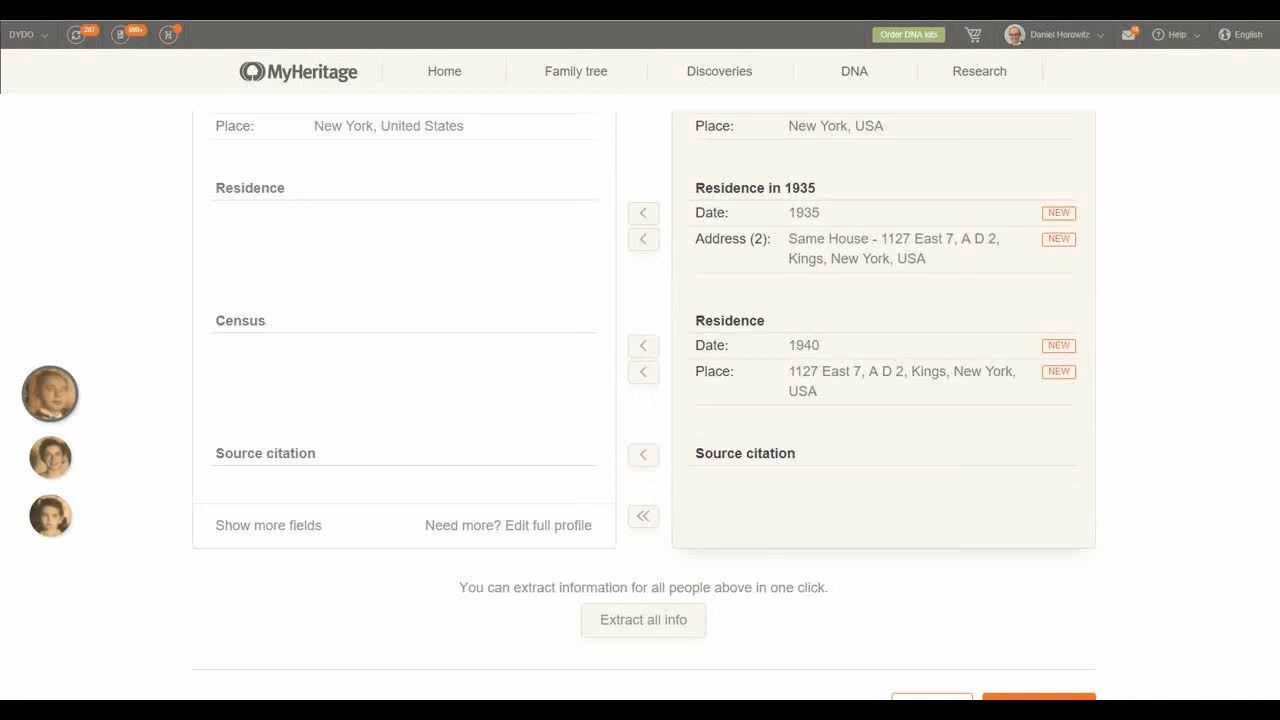 DYDO 267 999+ Order DNA kits Daniel Horowitz Help English
MyHeritage Home Family tree Discoveries DNA Research
Place: New York, United States
Place: New York, USA
Residence
Residence in 1935
Date: 1935 NEW
Address (2): Same House - 1127 East 7, A D 2, NEW
Kings, New York, USA
Census
Residence
Date: 1940 NEW
Place: 1127 East 7, A D 2, Kings, New York, NEW
USA
Source citation
Source citation
Show more fields Need more? Edit full profile
You can extract information for all people above in one click.
Extract all info